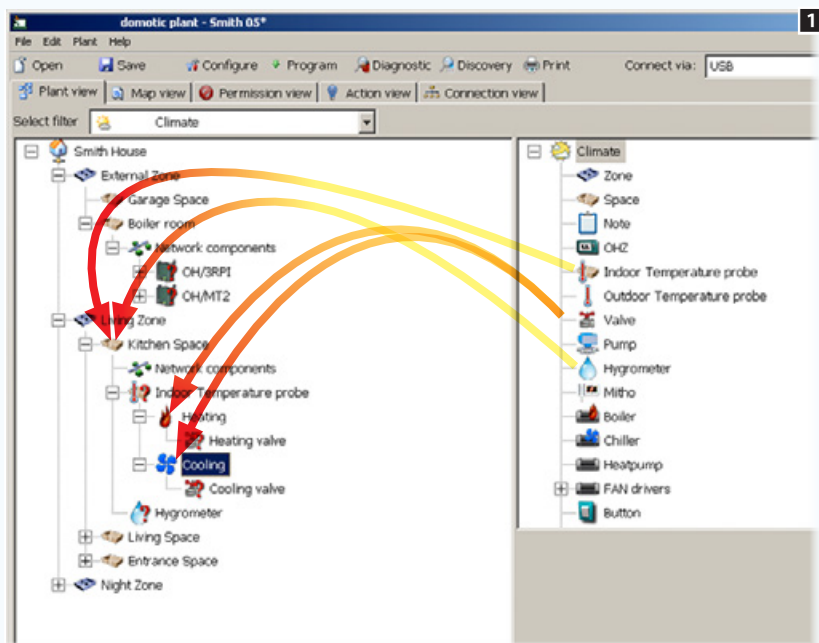 domotic plant - Smith 05*
1
File Edit Plant Help
Open Save Configure Program Diagnostic Discovery Print Connect via: USB
Plant view Map view Permission view Action view Connection view
Select filter Climate
Smith House
External Zone
Garage Space
Boiler room
Network components
OH/3RPI
OH/MT2
Living Zone
Kitchen Space
Network components
Indoor Temperature probe
Heating
Heating valve
Cooling
Cooling valve
Hygrometer
Living Space
Entrance Space
Night Zone
Climate
Zone
Space
Note
OHZ
Indoor Temperature probe
Outdoor Temperature probe
Valve
Pump
Hygrometer
Mitho
Boiler
Chiller
Heatpump
FAN drivers
Button